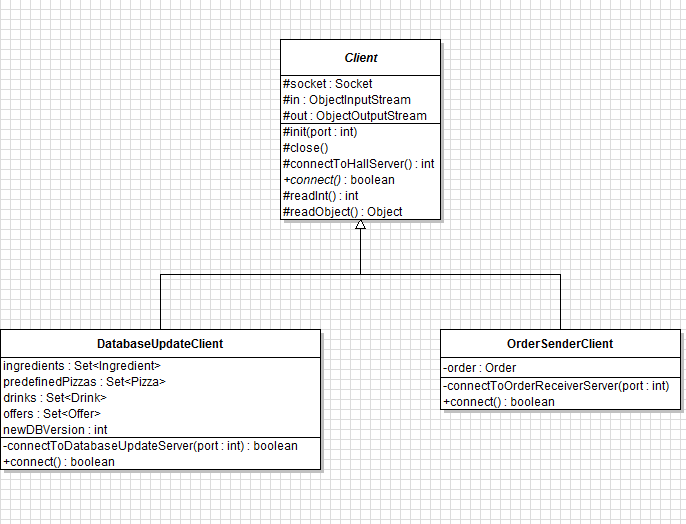 Client
#socket : Socket
#in : ObjectInputStream
#out : ObjectOutputStream
#init(port : int)
#close()
#connectToHallServer() : int
+connect() : boolean
#readInt() : int
#readObject() : Object
DatabaseUpdateClient
ingredients : Set<Ingredient>
predefinedPizzas : Set<Pizza>
drinks : Set<Drink>
offers : Set<Offer>
newDBVersion : int
-connectToDatabaseUpdateServer(port : int) : boolean
+connect() : boolean
OrderSenderClient
-order : Order
-connectToOrderReceiverServer(port : int)
+connect() : boolean